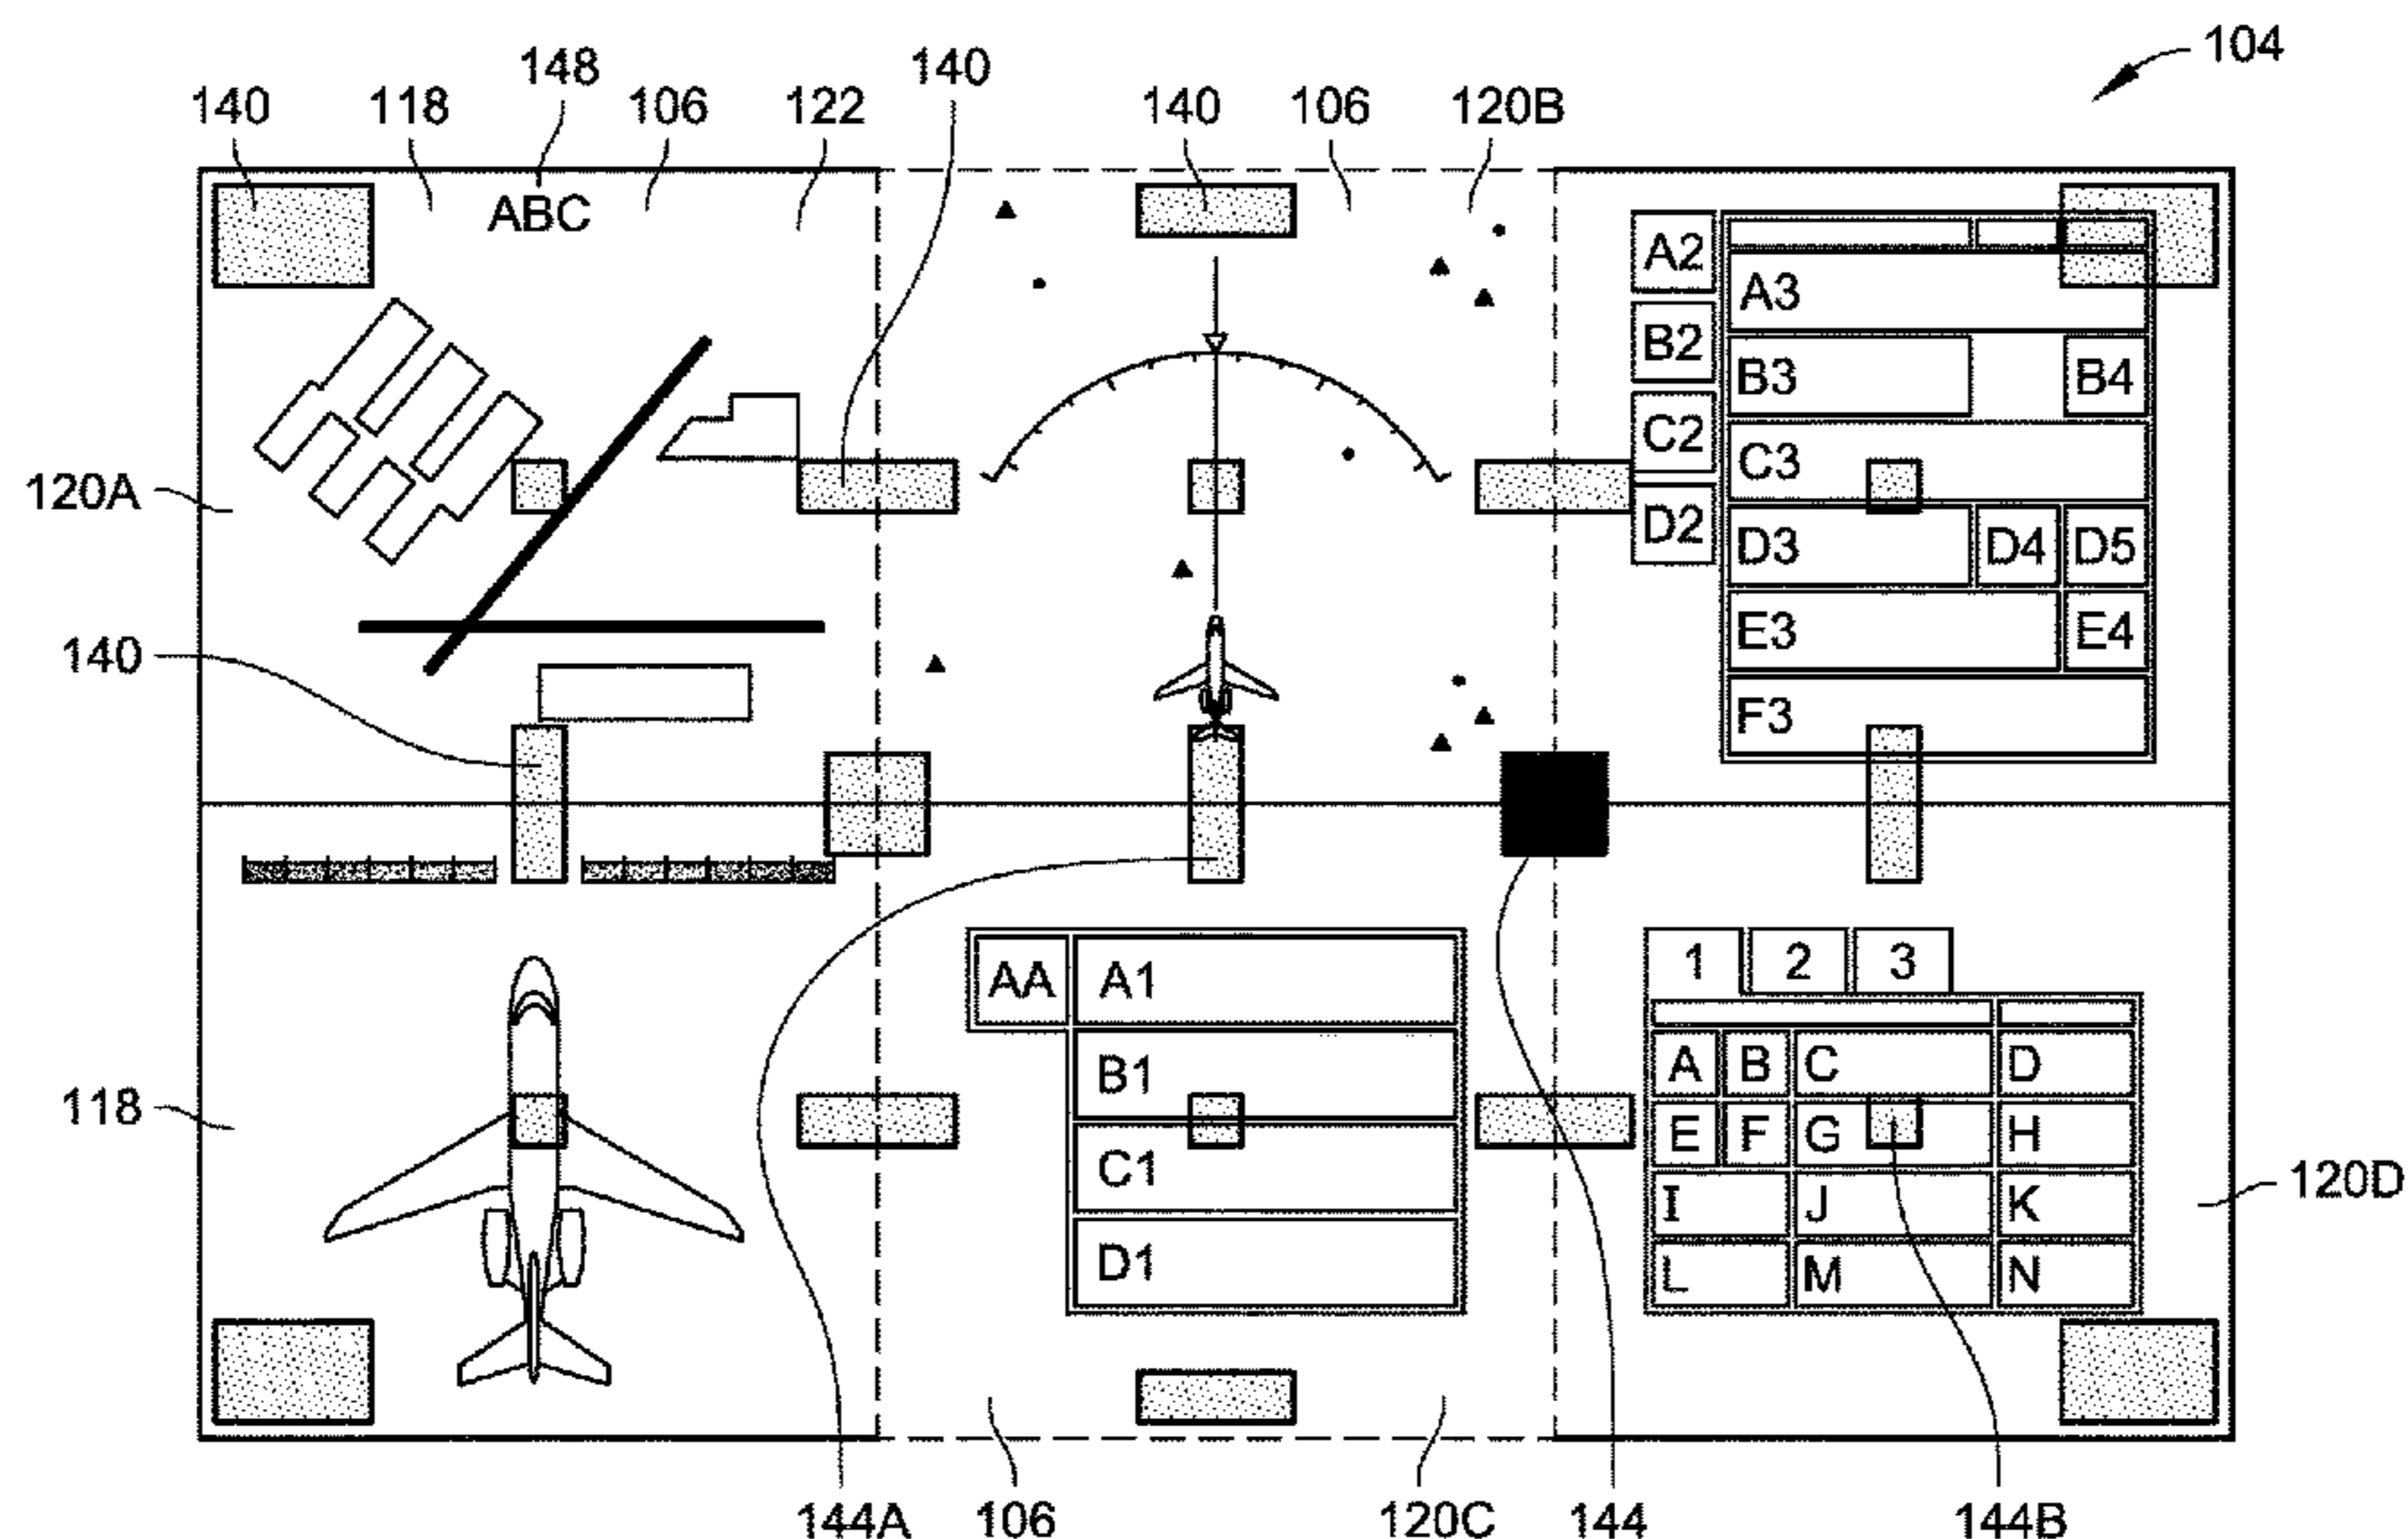 104
148
140
140 118 106 122 140 106 120B
ABC
A2
A3
B2
B3 B4
C2
C3
120A
D2
D3 D4 D5
E3 E4
140
F3
1 2 3
AA A1
A B C D
B1
118
E F G H
C1
120D
I J K
D1
L M N
144A 106 120C 144 144B